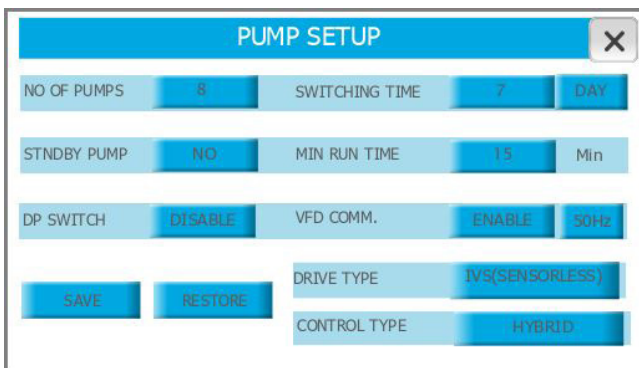 PUMP SETUP X
NO OF PUMPS 8 SWITCHING TIME 7 DAY
STNDBY PUMP NO MIN RUN TIME 15 Min
DP SWITCH DISABLE VFD COMM. ENABLE 50Hz
DRIVE TYPE IVS(SENSORLESS)
SAVE RESTORE
CONTROL TYPE HYBRID